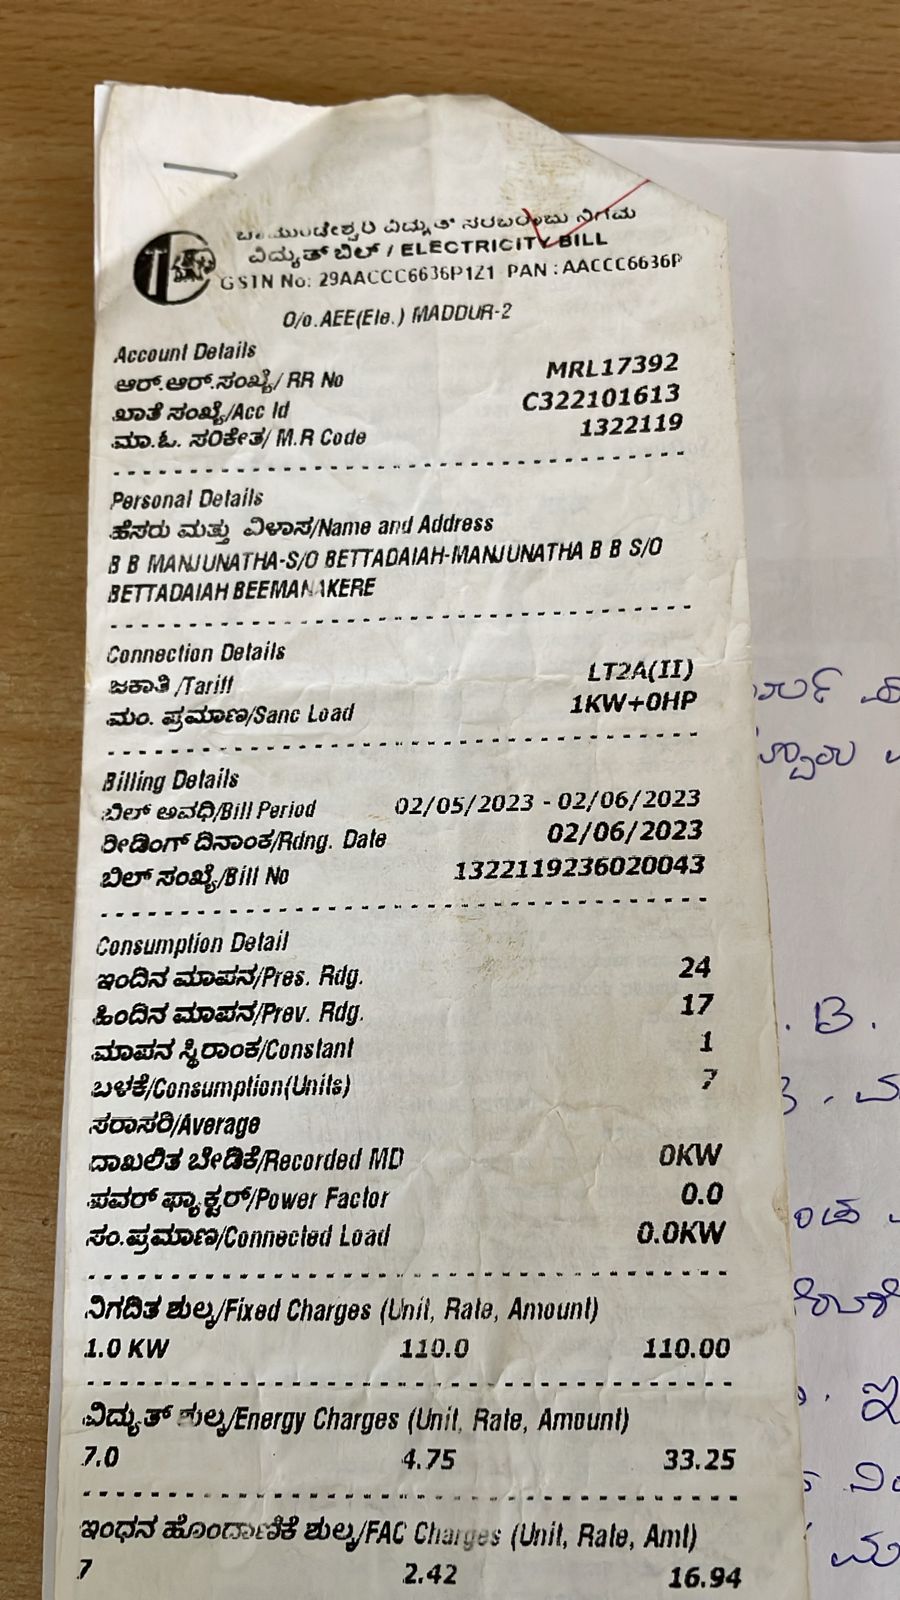 ಚಾಮುಂಡೇಶ್ವರಿ ವಿದ್ಯುತ್ ಸರಬರಾಜು ನಿಗಮ
ವಿದ್ಯುತ್ ಬಿಲ್ / ELECTRICITY BILL
GSTN No: 29AACCC6636P1Z1 PAN : AACCC6636P
O/o.AEE(Ele.) MADDUR-2
Account Details
ಆರ್.ಆರ್.ಸಂಖ್ಯೆ/ RR No MRL17392
ಖಾತೆ ಸಂಖ್ಯೆ/Acc Id C322101613
ಮಾ.ಓ. ಸಂಕೇತ/ M.R Code 1322119
Personal Details
ಹೆಸರು ಮತ್ತು ವಿಳಾಸ/Name and Address
B B MANJUNATHA-S/O BETTADAIAH-MANJUNATHA B B S/O
BETTADAIAH BEEMANAKERE
Connection Details
ಜಕಾತಿ /Tariff LT2A(II)
ಮಂ. ಪ್ರಮಾಣ/Sanc Load 1KW+0HP
Billing Details
ಬಿಲ್ ಅವಧಿ/Bill Period 02/05/2023 - 02/06/2023
ರೀಡಿಂಗ್ ದಿನಾಂಕ/Rdng. Date 02/06/2023
ಬಿಲ್ ಸಂಖ್ಯೆ/Bill No 1322119236020043
Consumption Detail
ಇಂದಿನ ಮಾಪನ/Pres. Rdg. 24
ಹಿಂದಿನ ಮಾಪನ/Prev. Rdg. 17
ಮಾಪನ ಸ್ಥಿರಾಂಕ/Constant 1
ಬಳಕೆ/Consumption(Units) 7
ಸರಾಸರಿ/Average
ದಾಖಲಿತ ಬೇಡಿಕೆ/Recorded MD 0KW
ಪವರ್ ಫ್ಯಾಕ್ಟರ್/Power Factor 0.0
ಸಂ.ಪ್ರಮಾಣ/Connected Load 0.0KW
ನಿಗದಿತ ಶುಲ್ಕ/Fixed Charges (Unit, Rate, Amount)
1.0 KW 110.0 110.00
ವಿದ್ಯುತ್ ಶುಲ್ಕ/Energy Charges (Unit, Rate, Amount)
7.0 4.75 33.25
ಇಂಧನ ಹೊಂದಾಣಿಕೆ ಶುಲ್ಕ/FAC Charges (Unit, Rate, Amt)
7 2.42 16.94